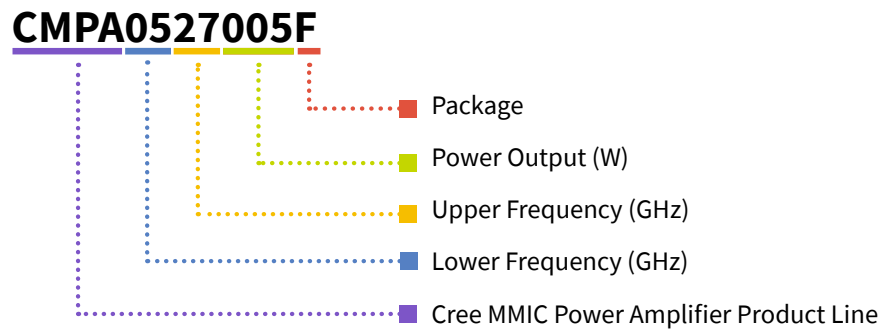 CMPA0527005F
Package
Power Output (W)
Upper Frequency (GHz)
Lower Frequency (GHz)
Cree MMIC Power Amplifier Product Line